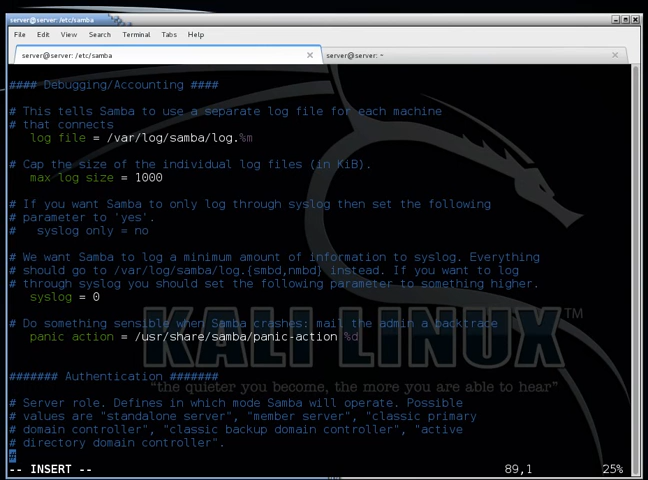 server@server: /etc/samba
File Edit View Search Terminal Tabs Help
server@server: /etc/samba
server@server: ~
#### Debugging/Accounting ####
# This tells Samba to use a separate log file for each machine
# that connects
log file = /var/log/samba/log.%m
# Cap the size of the individual log files (in KiB).
max log size = 1000
# If you want Samba to only log through syslog then set the following
# parameter to 'yes'.
#   syslog only = no
# We want Samba to log a minimum amount of information to syslog. Everything
# should go to /var/log/samba/log.{smbd,nmbd} instead. If you want to log
# through syslog you should set the following parameter to something higher.
syslog = 0
# Do something sensible when Samba crashes: mail the admin a backtrace
panic action = /usr/share/samba/panic-action %d
KALI LINUX™
####### Authentication #######
"the quieter you become, the more you are able to hear"
# Server role. Defines in which mode Samba will operate. Possible
# values are "standalone server", "member server", "classic primary
# domain controller", "classic backup domain controller", "active
# directory domain controller".
#
-- INSERT -- 89,1 25%